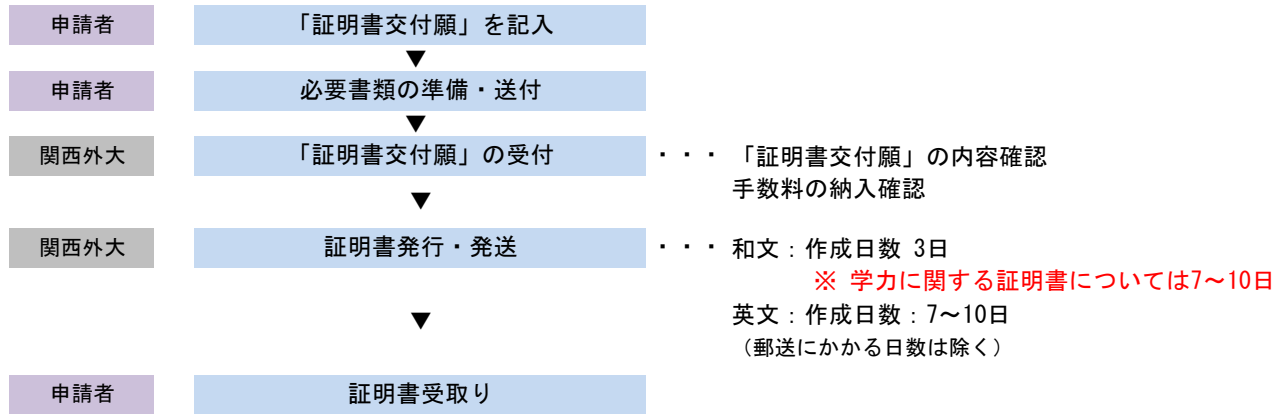 申請者 「証明書交付願」を記入
▼
申請者 必要書類の準備・送付
▼
関西外大 「証明書交付願」の受付 ・・・ 「証明書交付願」の内容確認
手数料の納入確認
▼
関西外大 証明書発行・発送 ・・・ 和文：作成日数 3日
※ 学力に関する証明書については7～10日
▼ 英文：作成日数：7～10日
（郵送にかかる日数は除く）
申請者 証明書受取り